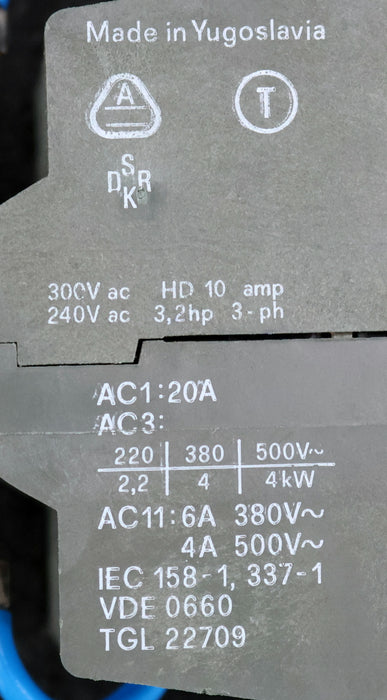 Made in Yugoslavia
A T
S
D R
K
300V ac HD 10 amp
240V ac 3,2hp 3-ph
AC1:20A
AC3:
220 380 500V~
2,2 4 4kW
AC11:6A 380V~
4A 500V~
IEC 158-1, 337-1
VDE 0660
TGL 22709